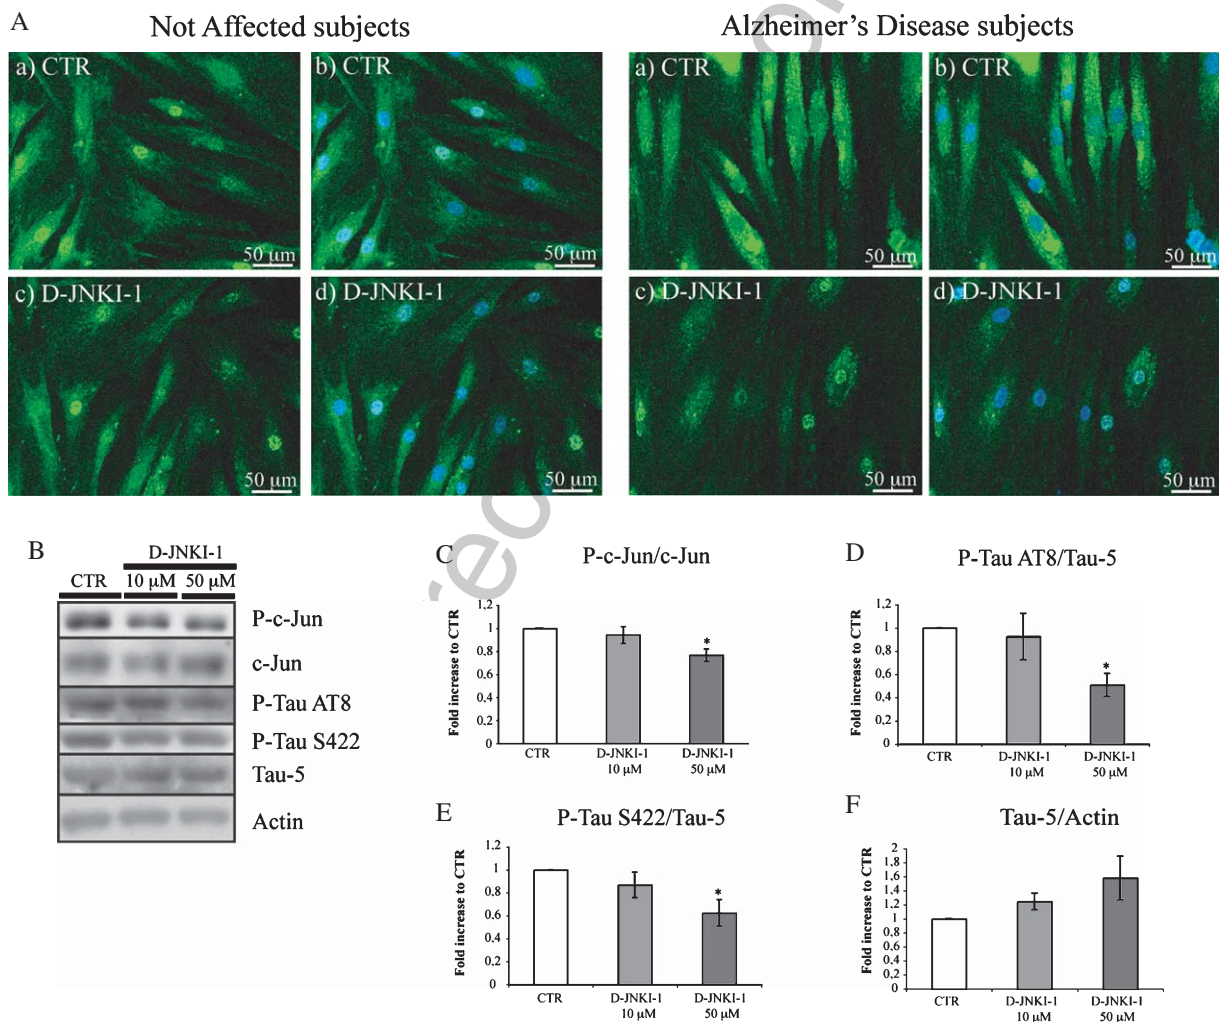 A
Not Affected subjects
Alzheimer's Disease subjects
a) CTR
b) CTR
a) CTR
b) CTR
50 µm
50 µm
50 µm
50 µm
c) D-JNKI-1
d) D-JNKI-1
c) D-JNKI-1
d) D-JNKI-1
50 µm
50 µm
50 µm
50 µm
B
D-JNKI-1
CTR 10 µM 50 µM
P-c-Jun
c-Jun
P-Tau AT8
P-Tau S422
Tau-5
Actin
C
P-c-Jun/c-Jun
Fold increase to CTR
1,2
1
0,8
0,6
0,4
0,2
0
*
CTR
D-JNKI-1
10 µM
D-JNKI-1
50 µM
D
P-Tau AT8/Tau-5
Fold increase to CTR
1,2
1
0,8
0,6
0,4
0,2
0
*
CTR
D-JNKI-1
10 µM
D-JNKI-1
50 µM
E
P-Tau S422/Tau-5
Fold increase to CTR
1,2
1
0,8
0,6
0,4
0,2
0
*
CTR
D-JNKI-1
10 µM
D-JNKI-1
50 µM
F
Tau-5/Actin
Fold increase to CTR
2
1,8
1,6
1,4
1,2
1
0,8
0,6
0,4
0,2
0
CTR
D-JNKI-1
10 µM
D-JNKI-1
50 µM